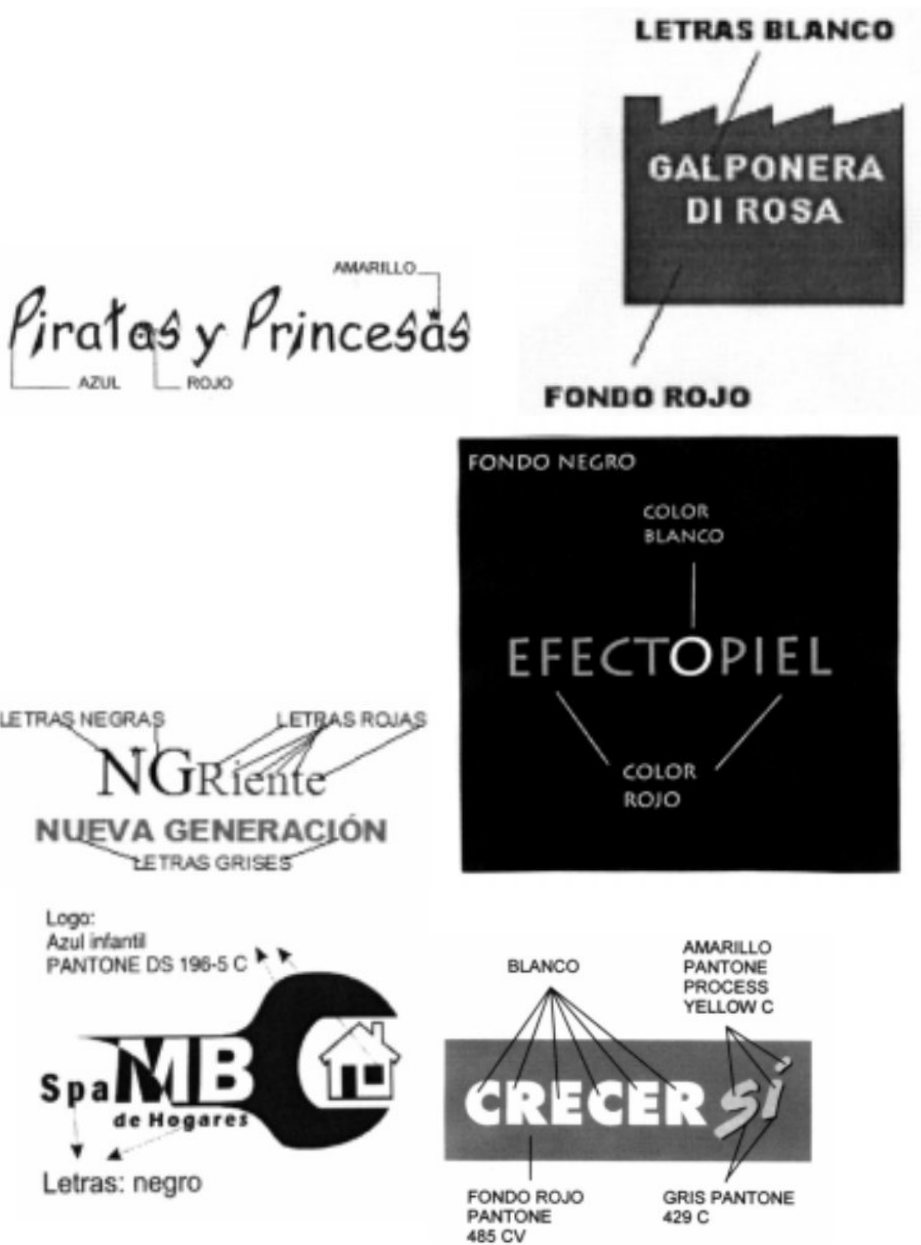 LETRAS BLANCO
GALPONERA
DI ROSA
FONDO ROJO
AMARILLO
Piratas y Princesas
AZUL
ROJO
FONDO NEGRO
COLOR
BLANCO
EFECTOPIEL
COLOR
ROJO
LETRAS NEGRAS
LETRAS ROJAS
NGRiente
NUEVA GENERACIÓN
LETRAS GRISES
Logo:
Azul infantil
PANTONE DS 196-5 C
Spa MB
de Hogares
Letras: negro
BLANCO
AMARILLO
PANTONE
PROCESS
YELLOW C
CRECER sí
FONDO ROJO
PANTONE
485 CV
GRIS PANTONE
429 C